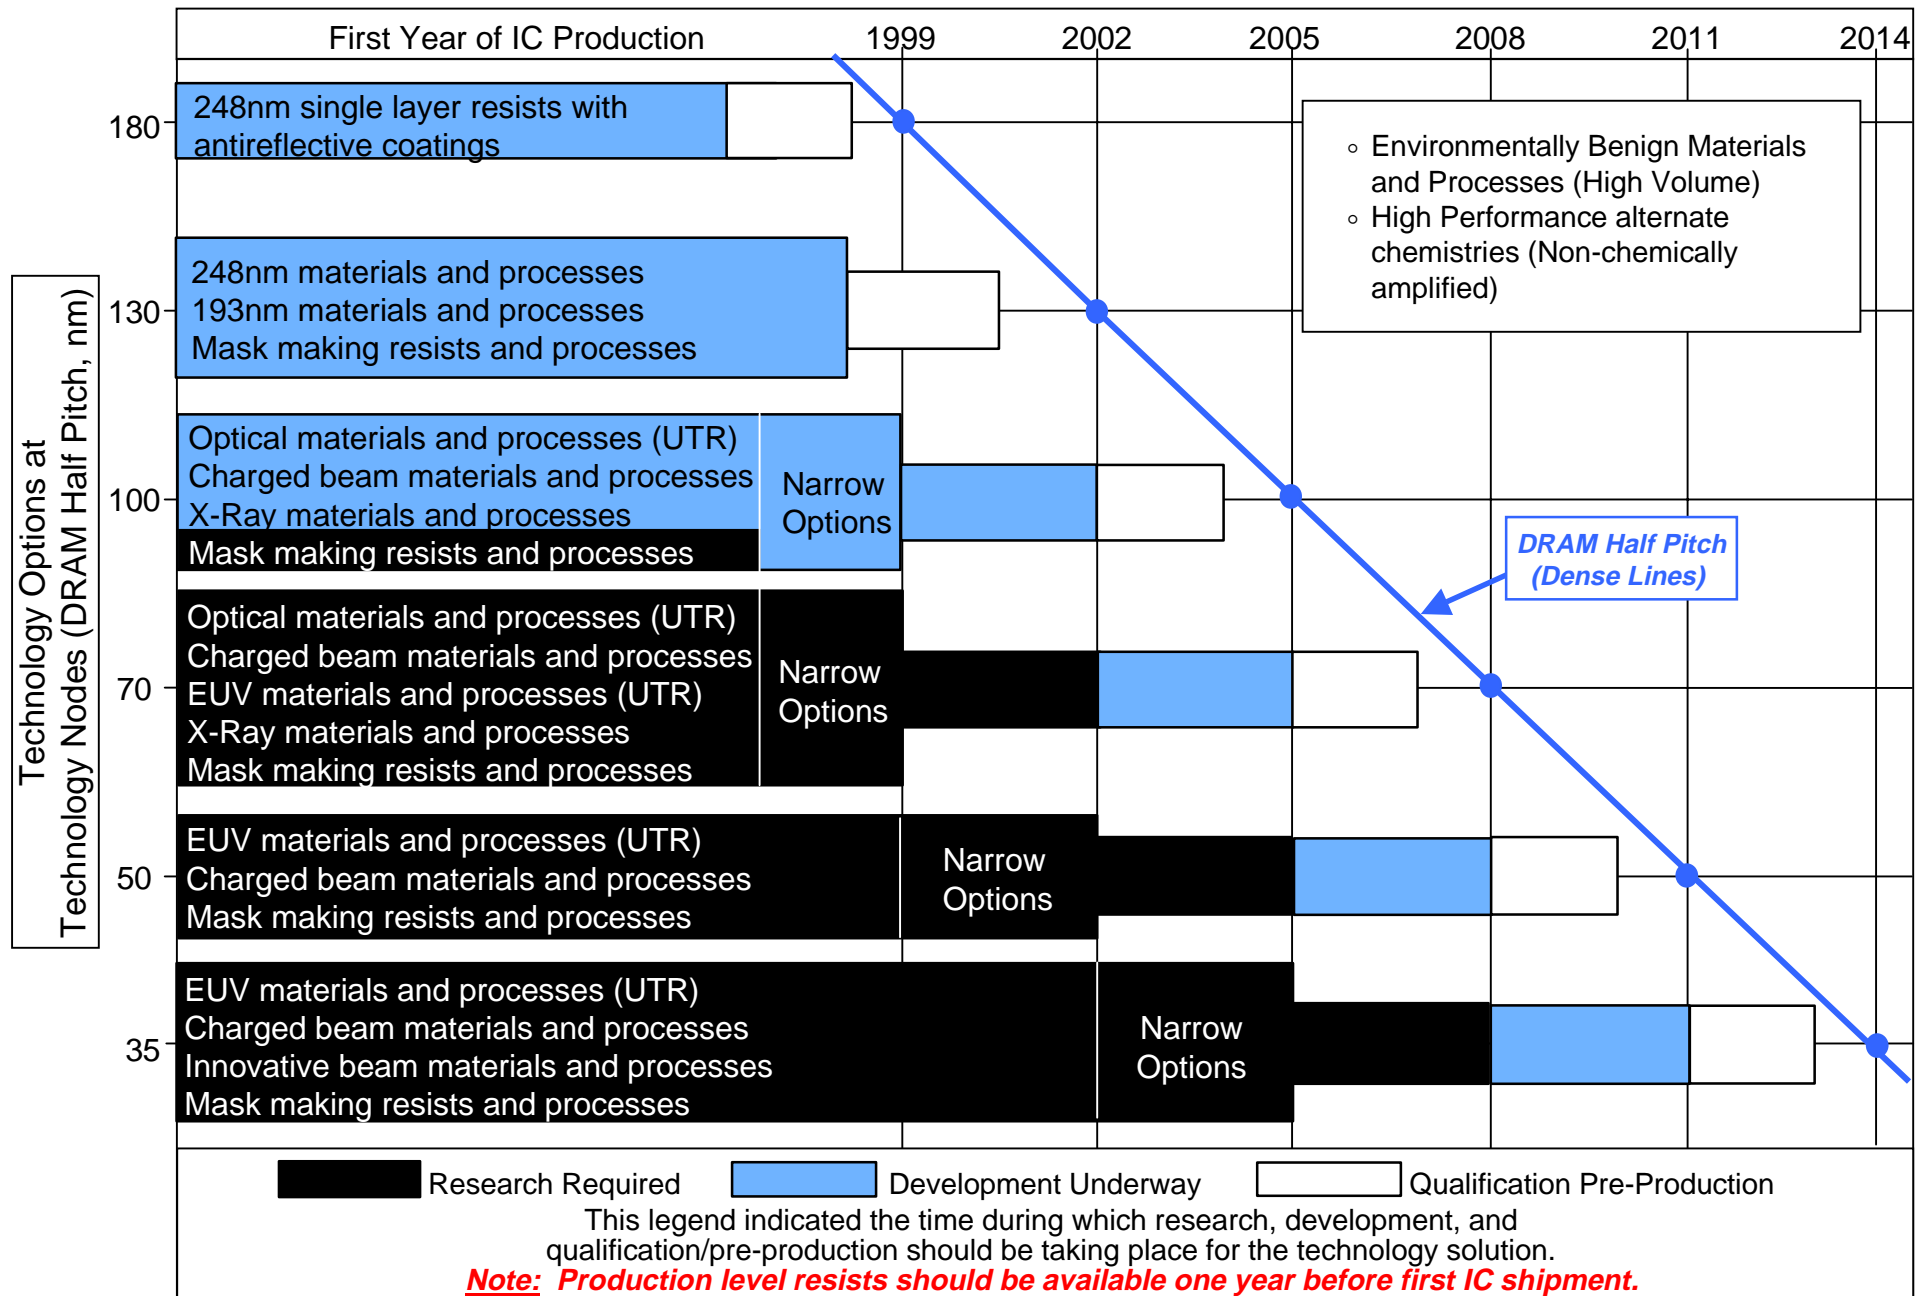 First Year of IC Production 1999 2002 2005 2008 2011 2014
Technology Options at
Technology Nodes (DRAM Half Pitch, nm)
180
248nm single layer resists with
antireflective coatings
◦ Environmentally Benign Materials
and Processes (High Volume)
◦ High Performance alternate
chemistries (Non-chemically
amplified)
130
248nm materials and processes
193nm materials and processes
Mask making resists and processes
100
Optical materials and processes (UTR)
Charged beam materials and processes
X-Ray materials and processes
Mask making resists and processes
Narrow
Options
DRAM Half Pitch
(Dense Lines)
70
Optical materials and processes (UTR)
Charged beam materials and processes
EUV materials and processes (UTR)
X-Ray materials and processes
Mask making resists and processes
Narrow
Options
50
EUV materials and processes (UTR)
Charged beam materials and processes
Mask making resists and processes
Narrow
Options
35
EUV materials and processes (UTR)
Charged beam materials and processes
Innovative beam materials and processes
Mask making resists and processes
Narrow
Options
Research Required Development Underway Qualification Pre-Production
This legend indicated the time during which research, development, and
qualification/pre-production should be taking place for the technology solution.
Note: Production level resists should be available one year before first IC shipment.